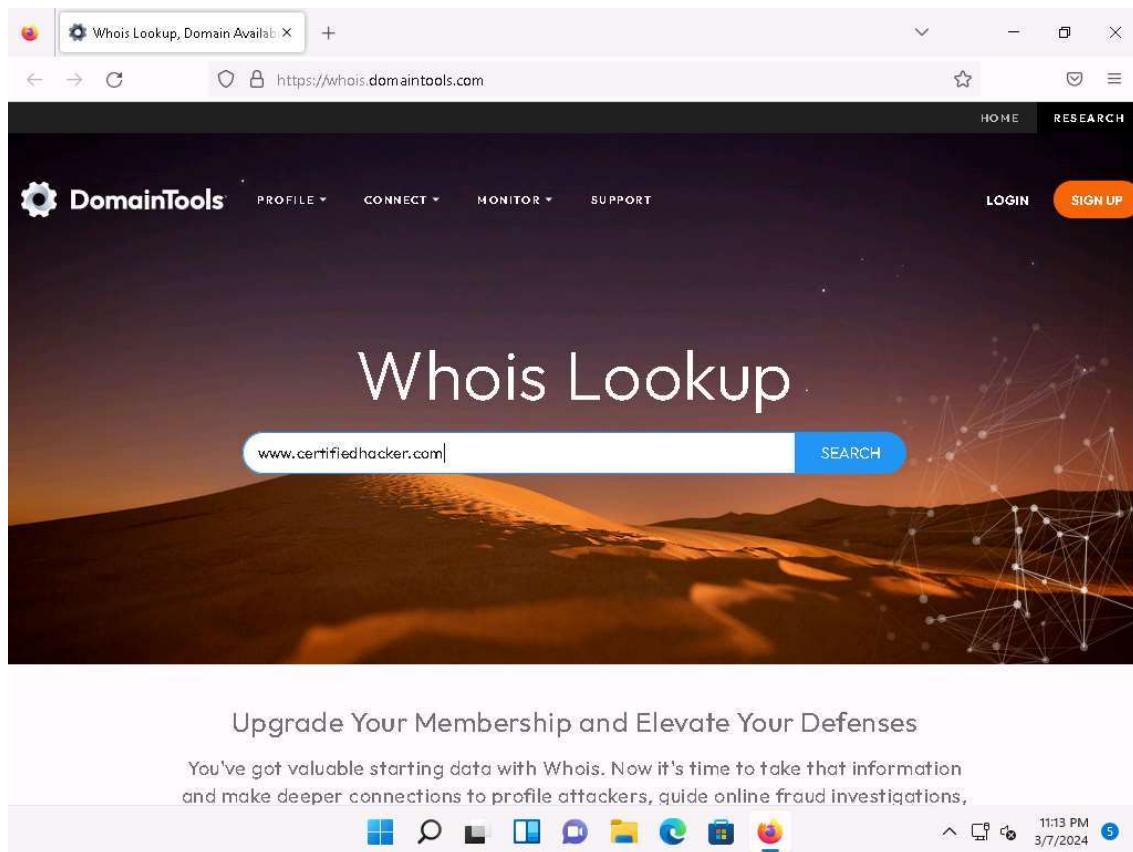 Whois Lookup, Domain Availab
https://whois.domaintools.com
HOME RESEARCH
DomainTools PROFILE CONNECT MONITOR SUPPORT LOGIN SIGN UP
Whois Lookup
www.certifiedhacker.com SEARCH
Upgrade Your Membership and Elevate Your Defenses
You've got valuable starting data with Whois. Now it's time to take that information
and make deeper connections to profile attackers, guide online fraud investigations,
11:13 PM
3/7/2024 5